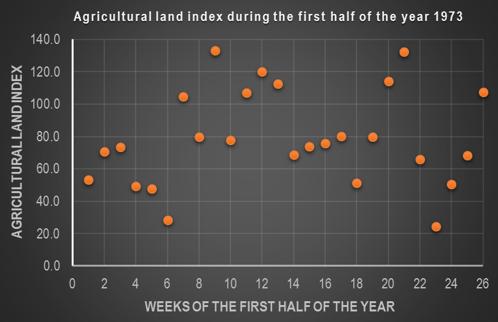 Agricultural land index during the first half of the year 1973
140.0
120.0
100.0
80.0
60.0
40.0
20.0
0.0
AGRICULTURAL LAND INDEX
0 2 4 6 8 10 12 14 16 18 20 22 24 26
WEEKS OF THE FIRST HALF OF THE YEAR